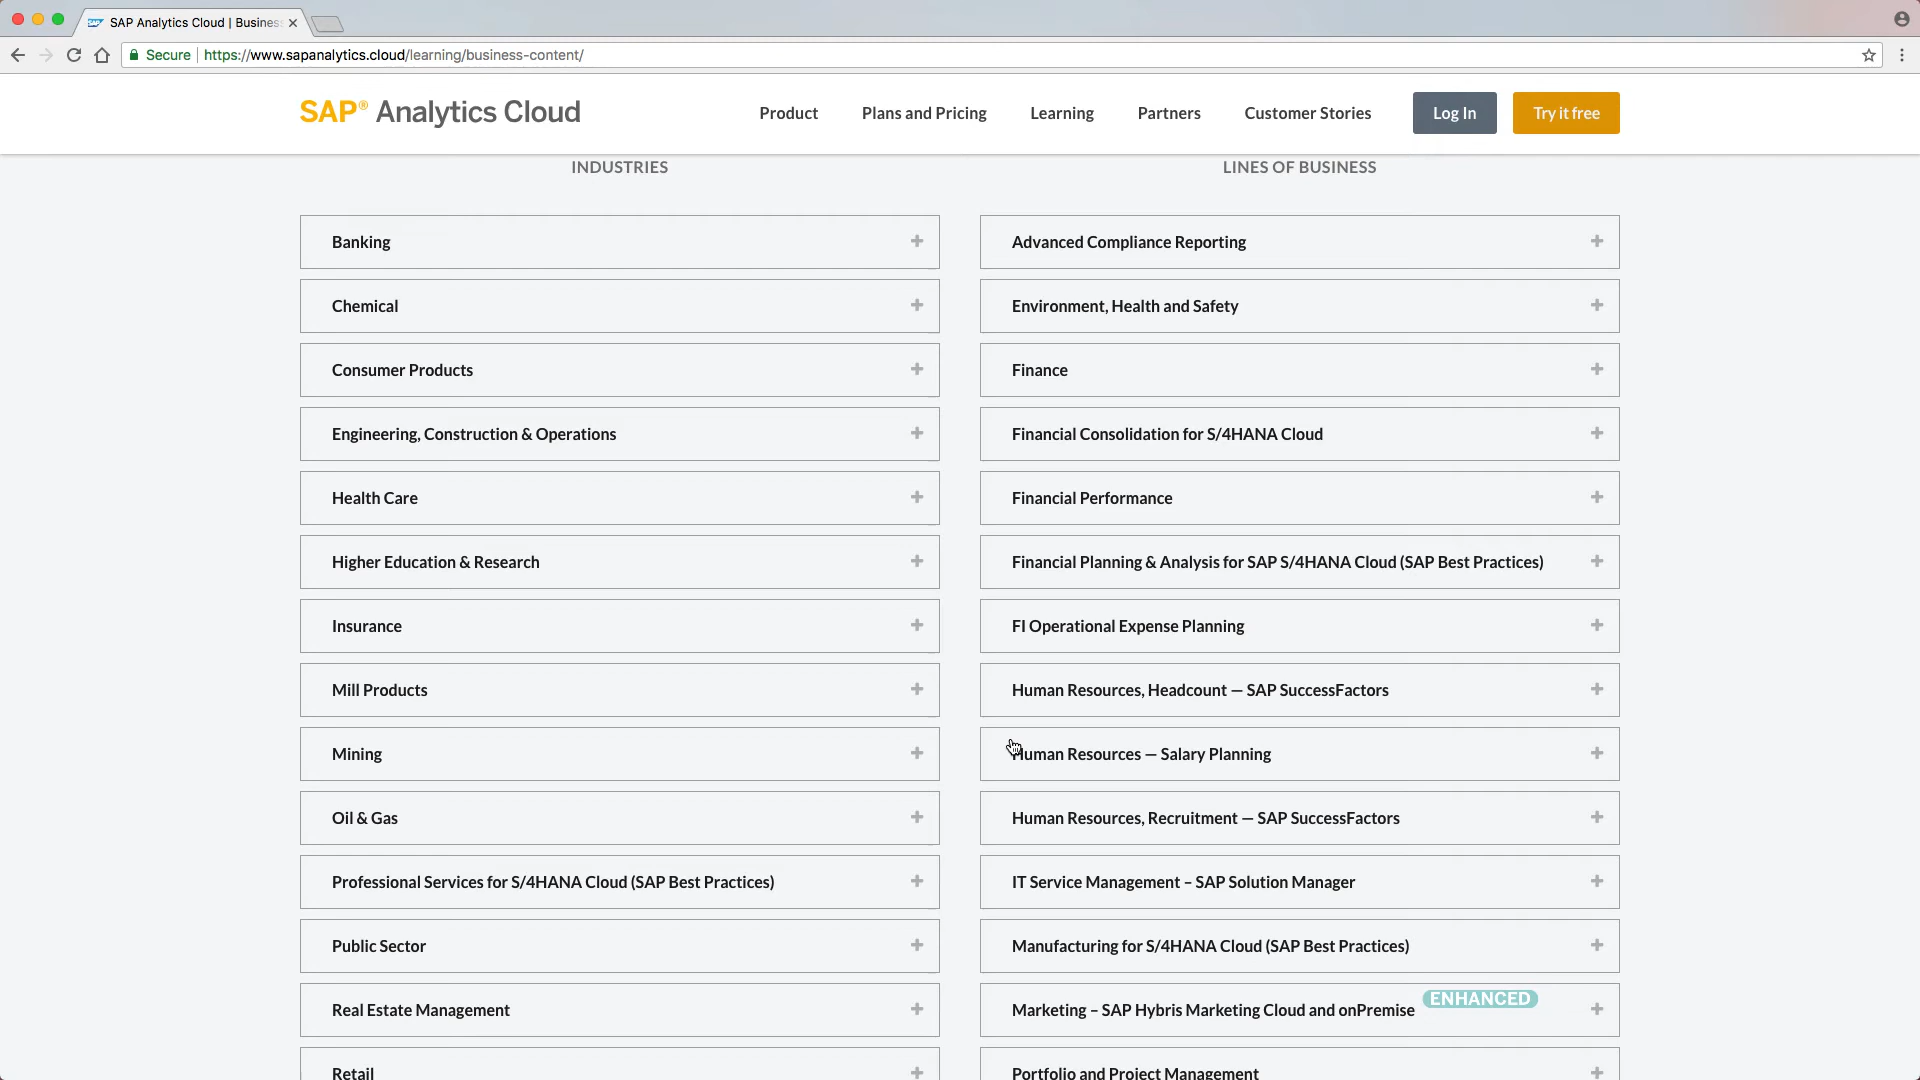 SAP Analytics Cloud | Busines
Secure https://www.sapanalytics.cloud/learning/business-content/
SAP® Analytics Cloud
Product
Plans and Pricing
Learning
Partners
Customer Stories
Log In
Try it free
INDUSTRIES
Banking
Chemical
Consumer Products
Engineering, Construction & Operations
Health Care
Higher Education & Research
Insurance
Mill Products
Mining
Oil & Gas
Professional Services for S/4HANA Cloud (SAP Best Practices)
Public Sector
Real Estate Management
Retail
LINES OF BUSINESS
Advanced Compliance Reporting
Environment, Health and Safety
Finance
Financial Consolidation for S/4HANA Cloud
Financial Performance
Financial Planning & Analysis for SAP S/4HANA Cloud (SAP Best Practices)
FI Operational Expense Planning
Human Resources, Headcount — SAP SuccessFactors
Human Resources — Salary Planning
Human Resources, Recruitment — SAP SuccessFactors
IT Service Management – SAP Solution Manager
Manufacturing for S/4HANA Cloud (SAP Best Practices)
Marketing – SAP Hybris Marketing Cloud and onPremise ENHANCED
Portfolio and Project Management